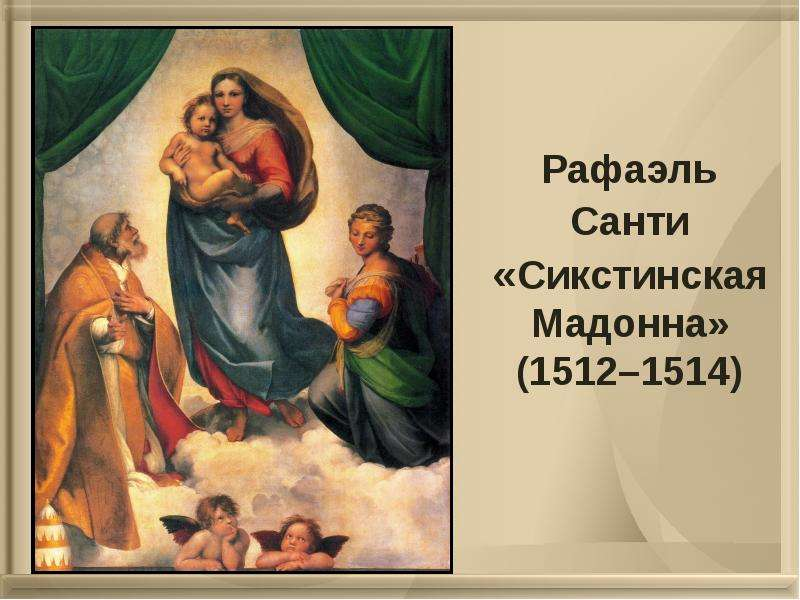 Рафаэль
Санти
«Сикстинская
Мадонна»
(1512–1514)